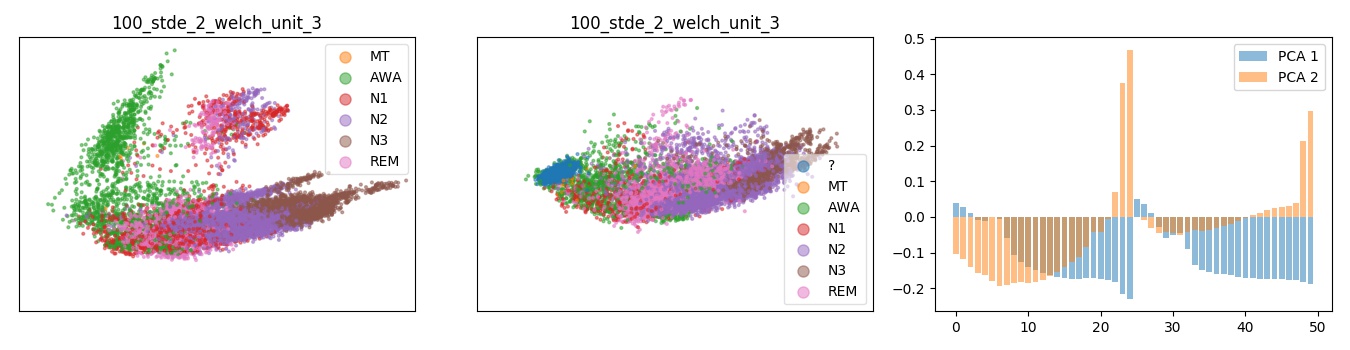 100_stde_2_welch_unit_3
MT
AWA
N1
N2
N3
REM
100_stde_2_welch_unit_3
?
MT
AWA
N1
N2
N3
REM
0.5
0.4
0.3
0.2
0.1
0.0
−0.1
−0.2
0
10
20
30
40
50
PCA 1
PCA 2